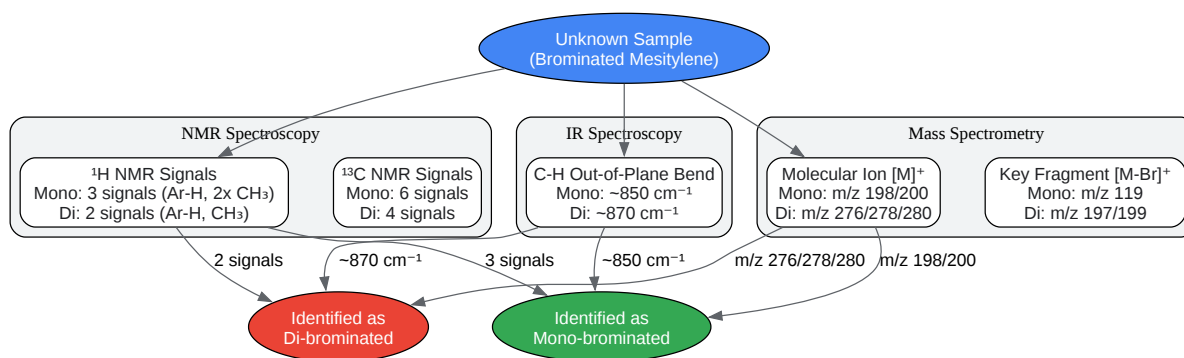 Unknown Sample
(Brominated Mesitylene)
NMR Spectroscopy
¹H NMR Signals
Mono: 3 signals (Ar-H, 2x CH₃)
Di: 2 signals (Ar-H, CH₃)
¹³C NMR Signals
Mono: 6 signals
Di: 4 signals
IR Spectroscopy
C-H Out-of-Plane Bend
Mono: ~850 cm⁻¹
Di: ~870 cm⁻¹
Mass Spectrometry
Molecular Ion [M]⁺
Mono: m/z 198/200
Di: m/z 276/278/280
Key Fragment [M-Br]⁺
Mono: m/z 119
Di: m/z 197/199
2 signals
~870 cm⁻¹
3 signals
~850 cm⁻¹
m/z 276/278/280
m/z 198/200
Identified as
Di-brominated
Identified as
Mono-brominated